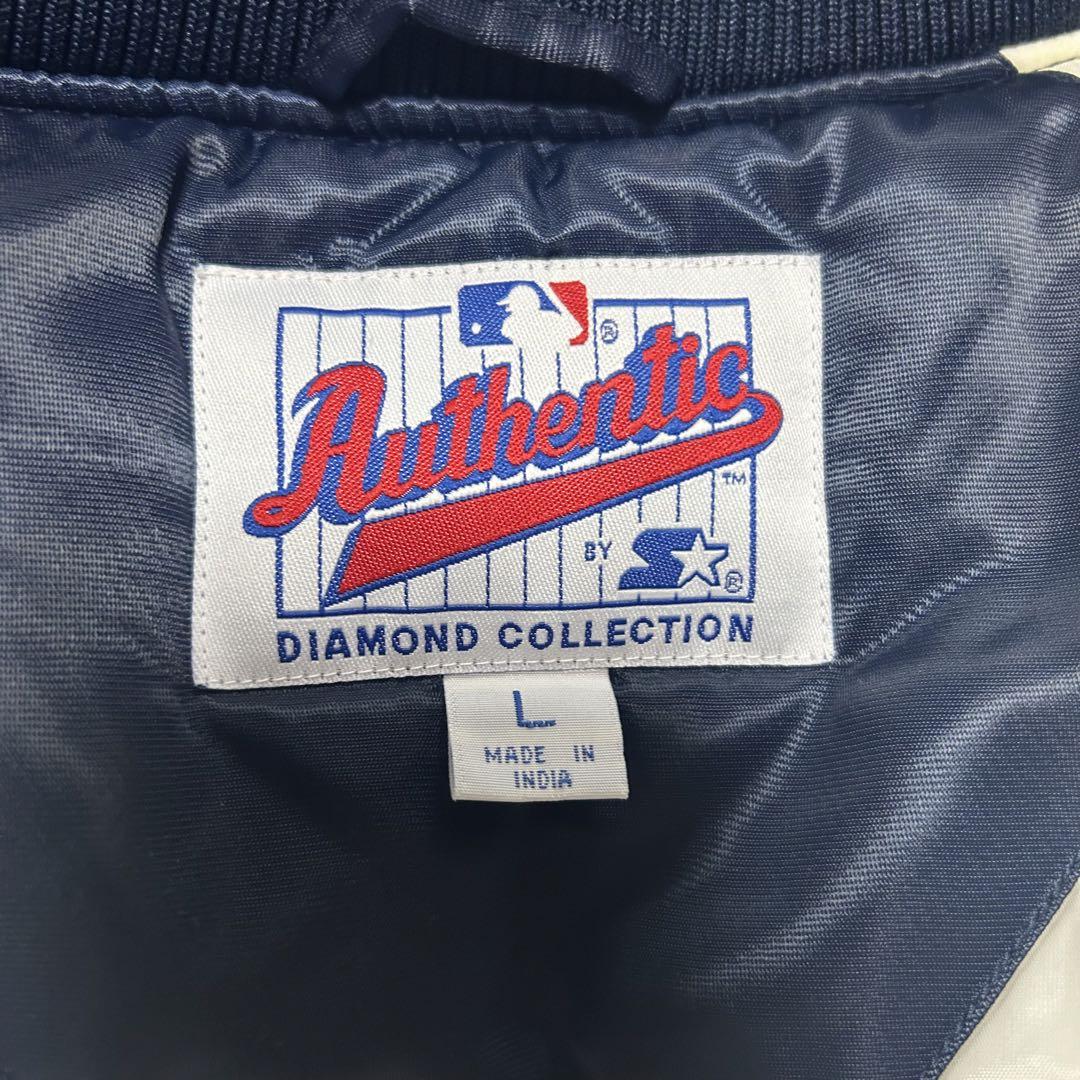 ®
Authentic
TM
BY S ®
DIAMOND COLLECTION
L
MADE IN
INDIA